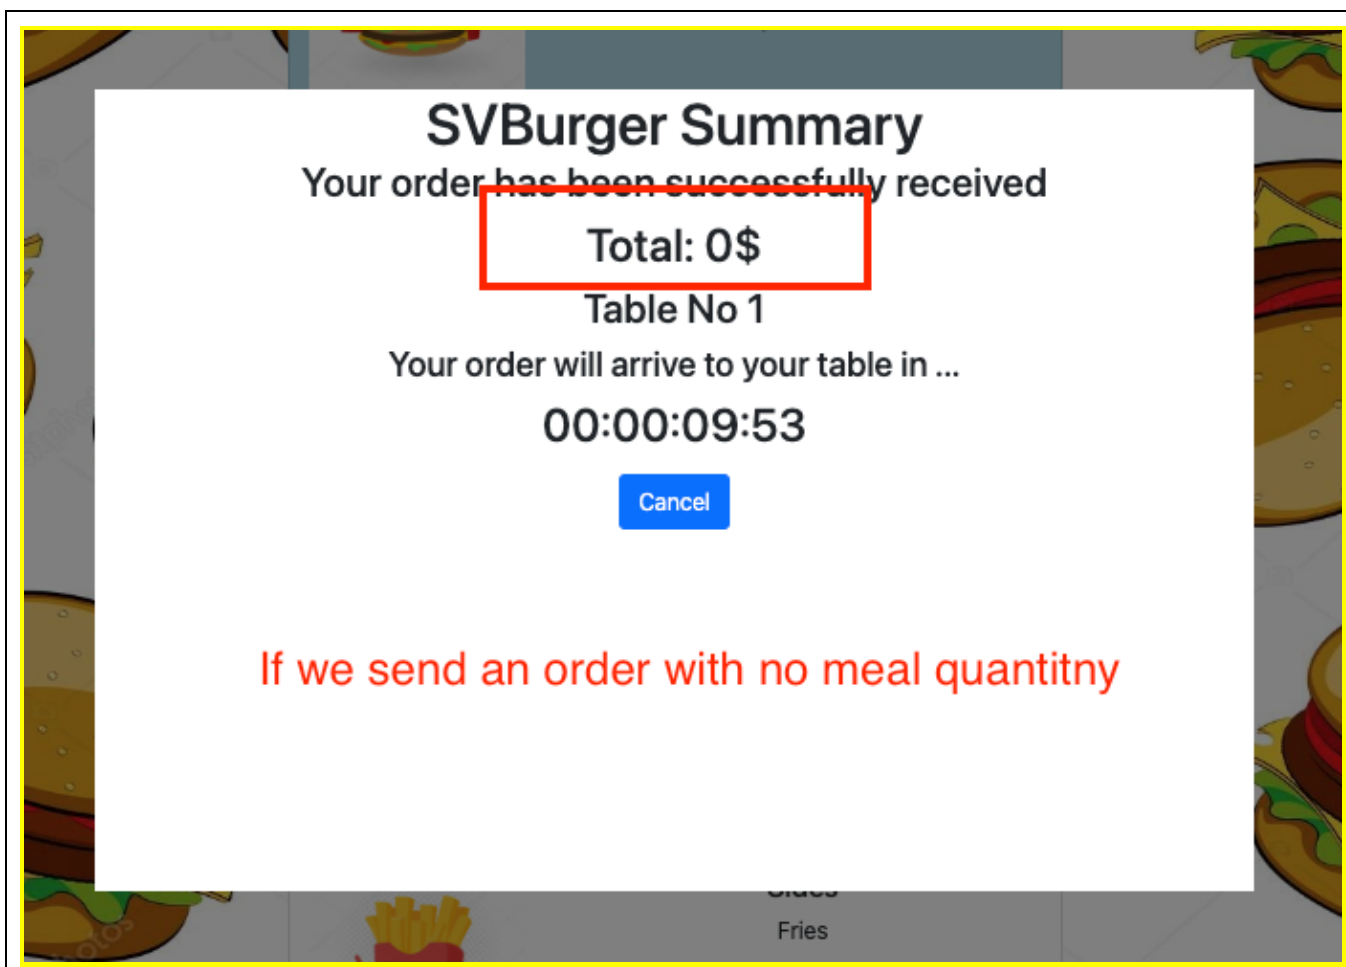 SVBurger Summary
Your order has been successfully received
Total: 0$
Table No 1
Your order will arrive to your table in ...
00:00:09:53
Cancel
If we send an order with no meal quantitny
Sides
Fries